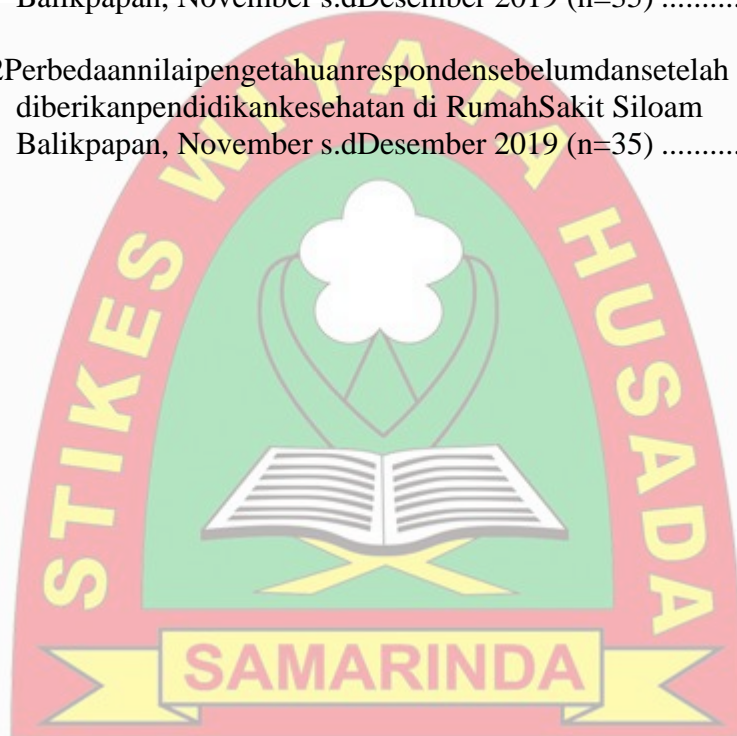 Balikpapan, November s.dDesember 2019 (n=35) ..........
2Perbedaannilaipengetahuanrespondensebelumdansetelah
diberikanpendidikankesehatan di RumahSakit Siloam
Balikpapan, November s.dDesember 2019 (n=35) ..........
STIKES WIYATA HUSADA
SAMARINDA